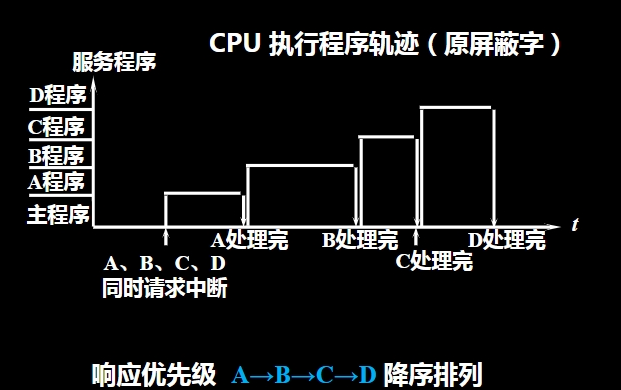 CPU 执行程序轨迹（原屏蔽字）
服务程序
D程序
C程序
B程序
A程序
主程序
t
A处理完
B处理完
D处理完
C处理完
A、B、C、D
同时请求中断
响应优先级 A→B→C→D 降序排列